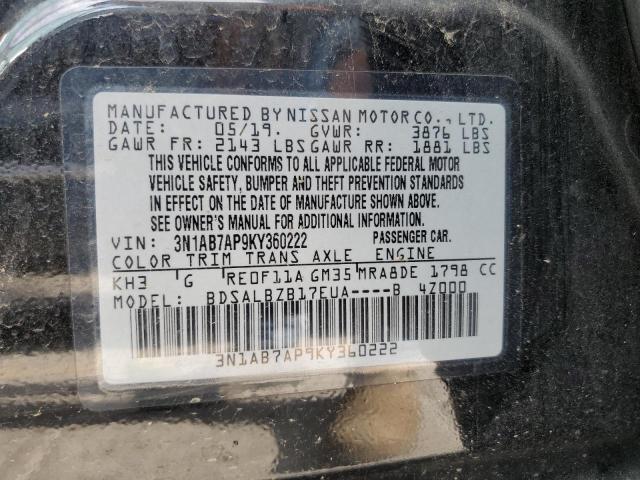 MANUFACTURED BY NISSAN MOTOR CO., LTD.
DATE: 05/19. GVWR: 3876 LBS
GAWR FR: 2143 LBS GAWR RR: 1881 LBS
THIS VEHICLE CONFORMS TO ALL APPLICABLE FEDERAL MOTOR
VEHICLE SAFETY, BUMPER AND THEFT PREVENTION STANDARDS
IN EFFECT ON THE DATE OF MANUFACTURE SHOWN ABOVE.
SEE OWNER'S MANUAL FOR ADDITIONAL INFORMATION.
VIN: 3N1AB7AP9KY360222 PASSENGER CAR.
COLOR TRIM TRANS AXLE ENGINE
KH3 G RE0F11A GM35 MRA8DE 1798 CC
MODEL: BDSALBZB17EUA----B 4Z000
3N1AB7AP9KY360222